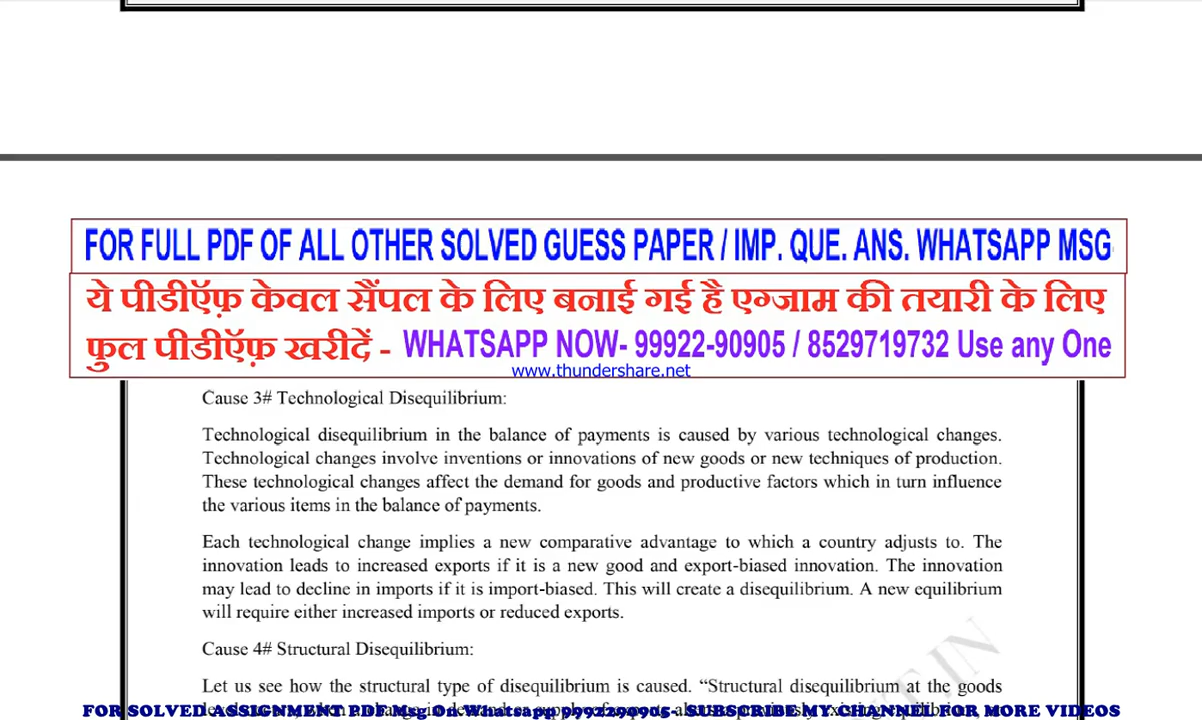 FOR FULL PDF OF ALL OTHER SOLVED GUESS PAPER / IMP. QUE. ANS. WHATSAPP MSG
ये पीडीऍफ़ केवल सैंपल के लिए बनाई गई है एग्जाम की तयारी के लिए
फुल पीडीऍफ़ खरीदें - WHATSAPP NOW- 99922-90905 / 8529719732 Use any One
www.thundershare.net
Cause 3# Technological Disequilibrium:
Technological disequilibrium in the balance of payments is caused by various technological changes.
Technological changes involve inventions or innovations of new goods or new techniques of production.
These technological changes affect the demand for goods and productive factors which in turn influence
the various items in the balance of payments.
Each technological change implies a new comparative advantage to which a country adjusts to. The
innovation leads to increased exports if it is a new good and export-biased innovation. The innovation
may lead to decline in imports if it is import-biased. This will create a disequilibrium. A new equilibrium
will require either increased imports or reduced exports.
Cause 4# Structural Disequilibrium:
Let us see how the structural type of disequilibrium is caused. “Structural disequilibrium at the goods
FOR SOLVED ASSIGNMENT PDF Msg On Whatsapp 9992290905- SUBSCRIBE MY CHANNEL FOR MORE VIDEOS